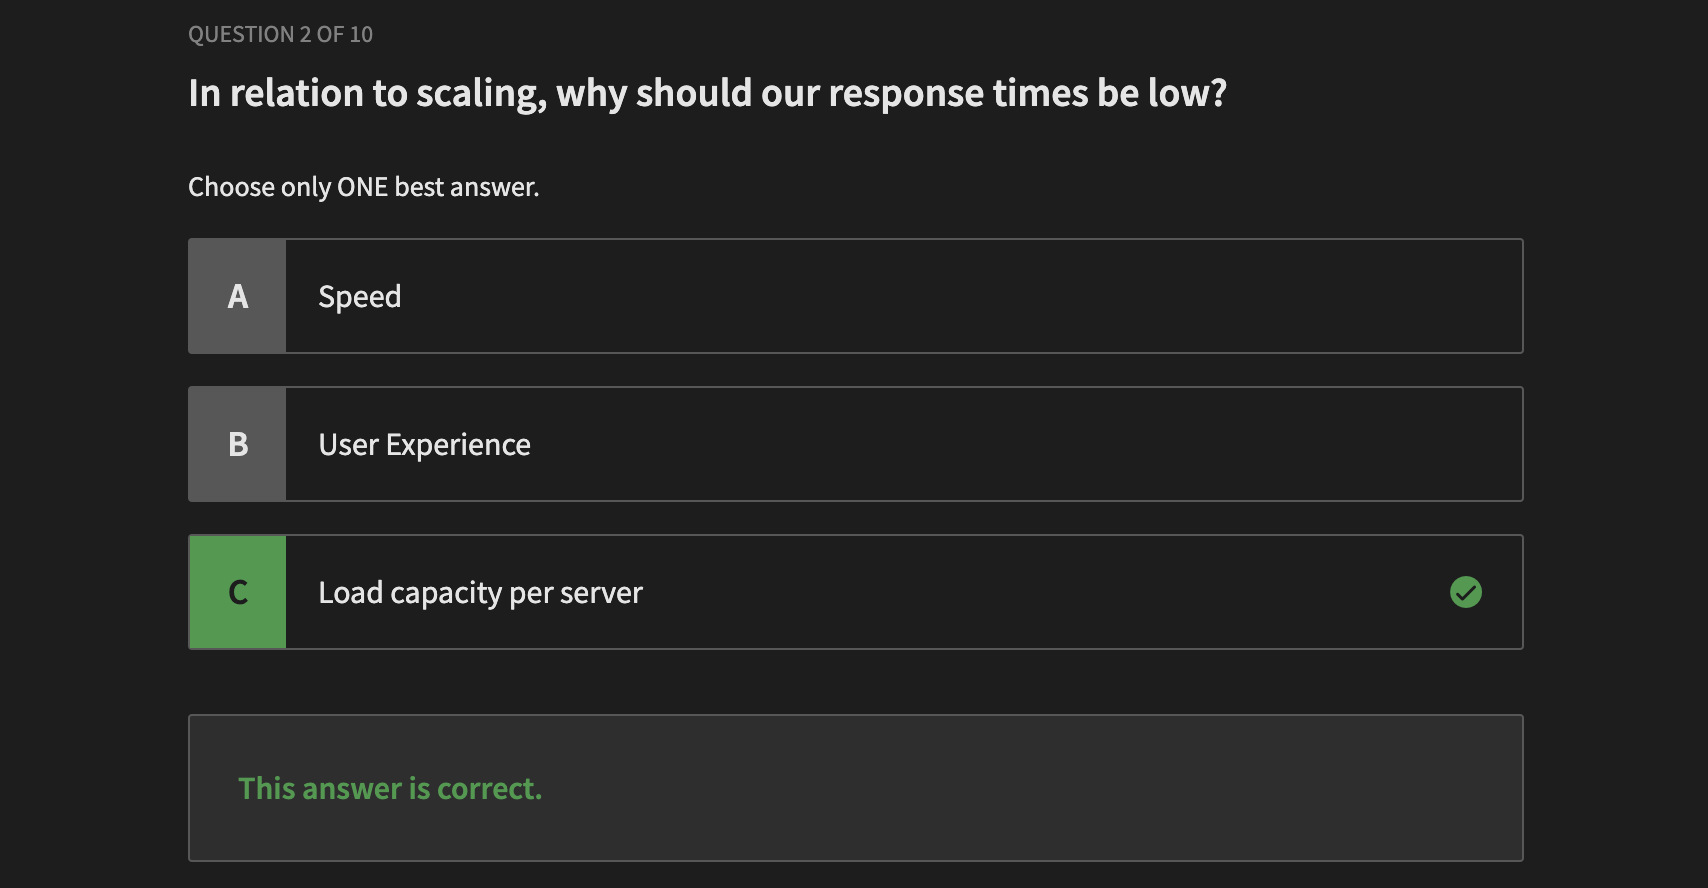 QUESTION 2 OF 10
In relation to scaling, why should our response times be low?
Choose only ONE best answer.
A
Speed
B
User Experience
C
Load capacity per server
This answer is correct.